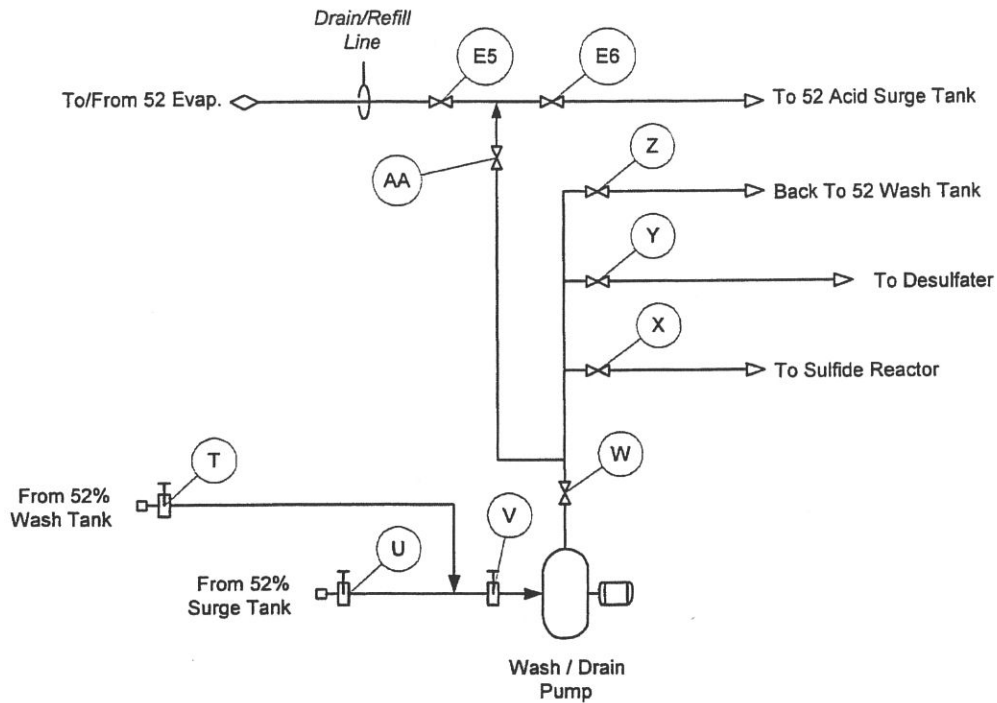 Drain/Refill
Line
E5
E6
To/From 52 Evap.
To 52 Acid Surge Tank
AA
Z
Back To 52 Wash Tank
Y
To Desulfater
X
To Sulfide Reactor
T
W
From 52%
Wash Tank
V
U
From 52%
Surge Tank
Wash / Drain
Pump